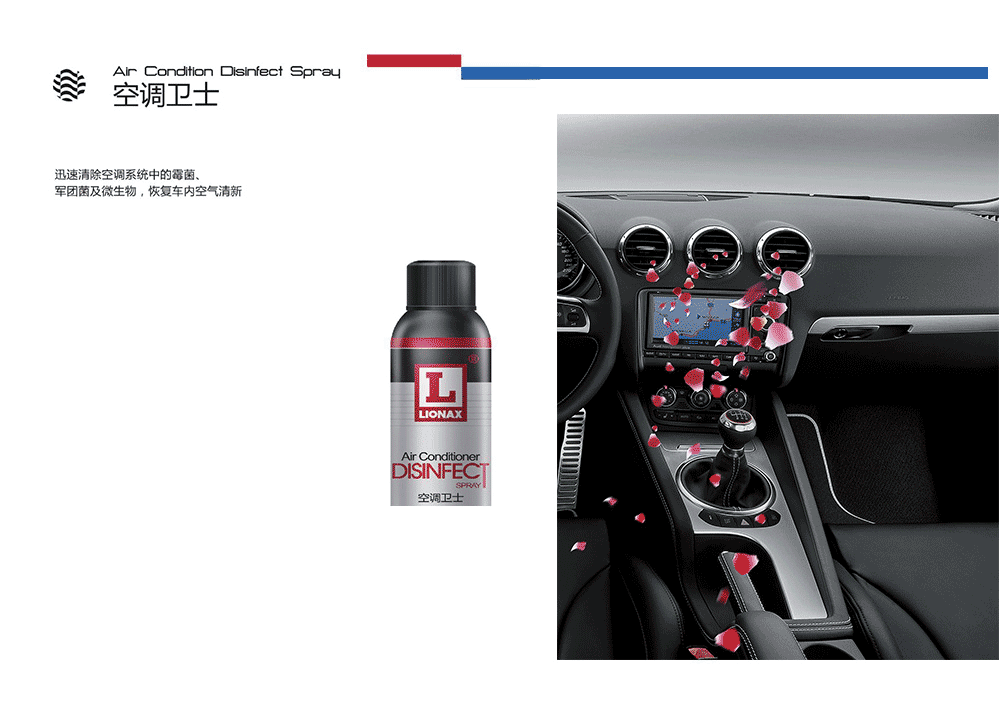 Air Condition Disinfect Spray
空调卫士
迅速清除空调系统中的霉菌、
军团菌及微生物，恢复车内空气清新
®
L
LIONAX
Air Conditioner
DISINFECT
SPRAY
空调卫士